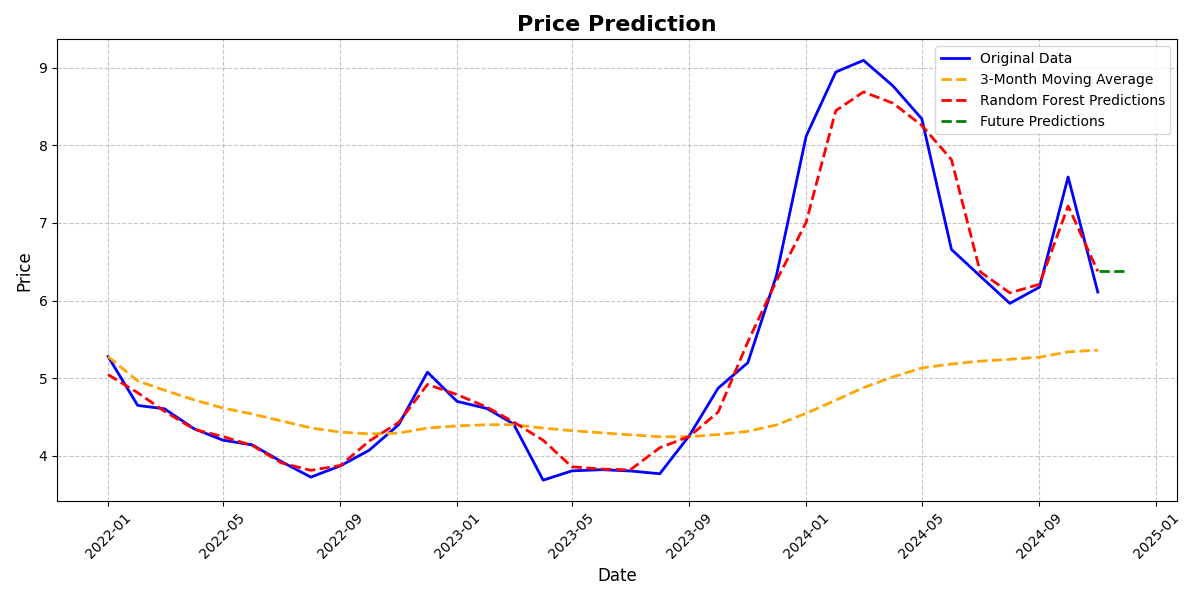 Price Prediction
Original Data
3-Month Moving Average
Random Forest Predictions
Future Predictions
9
8
7
6
5
4
Price
2022-01
2022-05
2022-09
2023-01
2023-05
2023-09
2024-01
2024-05
2024-09
2025-01
Date